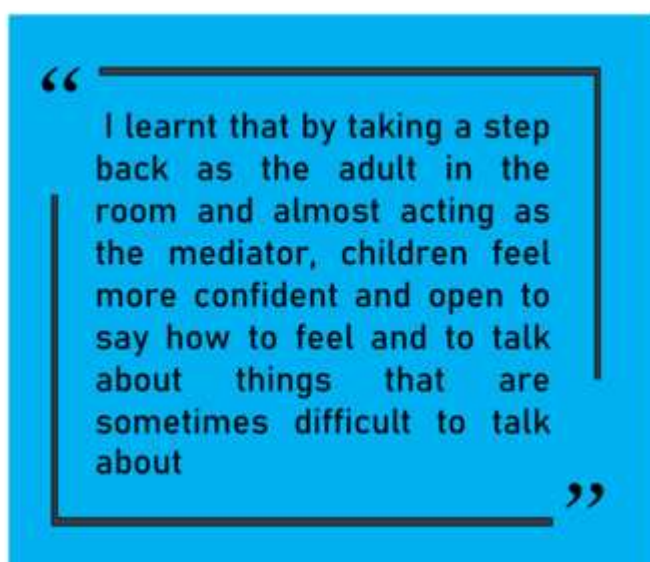 “
I learnt that by taking a step
back as the adult in the
room and almost acting as
the mediator, children feel
more confident and open to
say how to feel and to talk
about things that are
sometimes difficult to talk
about
”